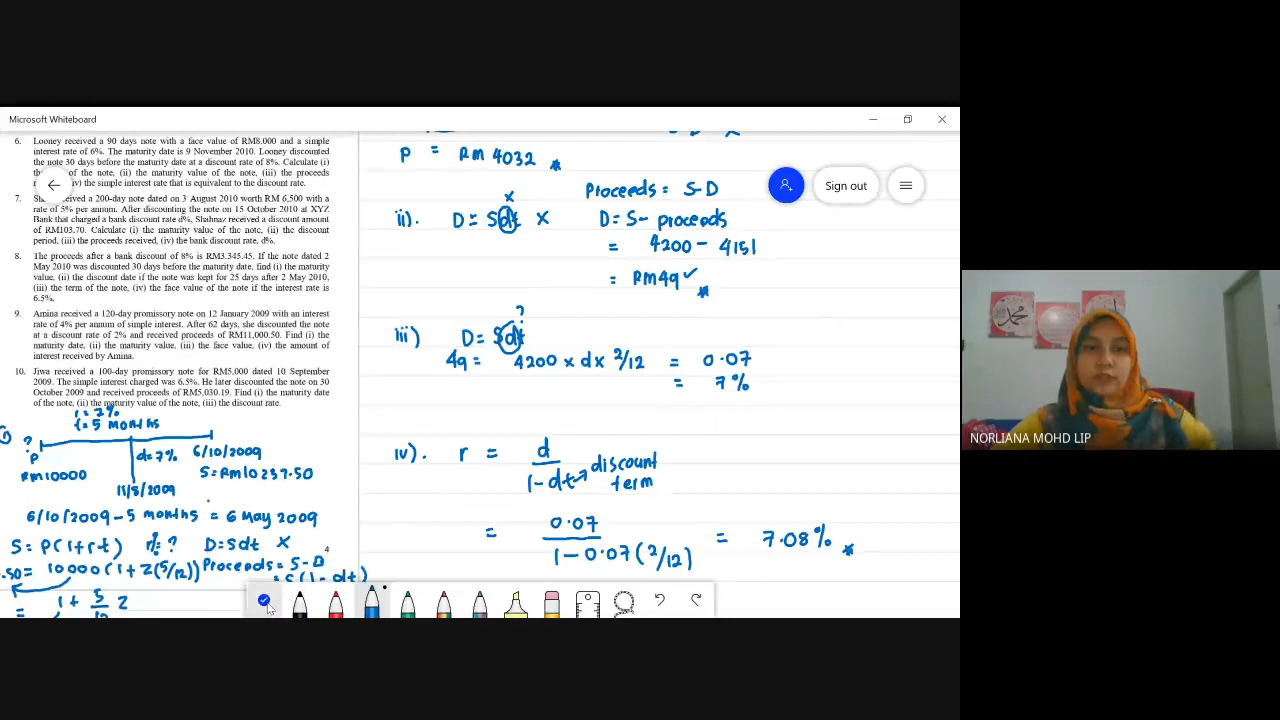 Microsoft Whiteboard
6. Looney received a 90 days note with a face value of RM8.000 and a simple
interest rate of 6%. The maturity date is 9 November 2010. Looney discounted
the note 30 days before the maturity date at a discount rate of 8%. Calculate (i)
of the note, (ii) the maturity value of the note, (iii) the proceeds
(iv) the simple interest rate that is equivalent to the discount rate.
7. received a 200-day note dated on 3 August 2010 worth RM 6,500 with a
rate of 5% per annum. After discounting the note on 15 October 2010 at XYZ
Bank that charged a bank discount rate d%, Shahnaz received a discount amount
of RM103.70. Calculate (i) the maturity value of the note, (ii) the discount
period. (iii) the proceeds received, (iv) the bank discount rate, d%.
8. The proceeds after a bank discount of 8% is RM3.345.45. If the note dated 2
May 2010 was discounted 30 days before the maturity date, find (i) the maturity
value, (ii) the discount date if the note was kept for 25 days after 2 May 2010,
(iii) the term of the note, (iv) the face value of the note if the interest rate is
6.5%.
9. Amina received a 120-day promissory note on 12 January 2009 with an interest
rate of 4% per annum of simple interest. After 62 days, she discounted the note
at a discount rate of 2% and received proceeds of RM11,000.50. Find (i) the
maturity date, (ii) the maturity value, (iii) the face value, (iv) the amount of
interest received by Amina.
10. Jiwa received a 100-day promissory note for RM5,000 dated 10 September
2009. The simple interest charged was 6.5%. He later discounted the note on 30
October 2009 and received proceeds of RM5,030.19. Find (i) the maturity date
of the note, (ii) the maturity value of the note, (iii) the discount rate.
t = 5 months
?
P
d=7%
6/10/2009
RM10000
S=RM10237.50
11/8/2009
6/10/2009 - 5 months = 6 May 2009
S = P(1+rt) r = ? D=Sdt X
.50 = 10000(1 + r(5/12)) Proceeds = S-D
= S(1-dt)
4
P = RM 4032 *
ii). D = Sdt X
x
Proceeds = S-D
D = S- proceeds
= 4200 - 4151
= RM49 ✓ *
iii) D = Sdt
?
49 = 4200 x d x 2/12 = 0.07
= 7%
iv). r = d / 1-dt → discount term
= 0.07 / 1-0.07(2/12) = 7.08% *
Sign out
NORLIANA MOHD LIP